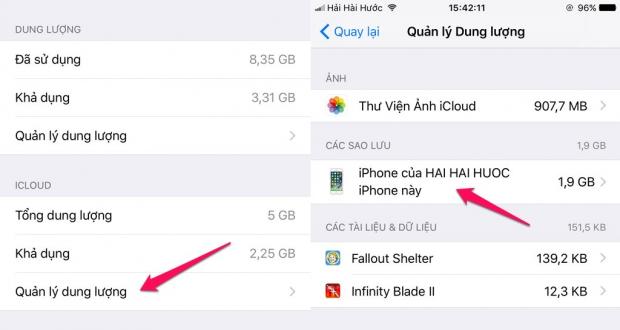 DUNG LƯỢNG
Đã sử dụng 8,35 GB
Khả dụng 3,31 GB
Quản lý dung lượng
ICLOUD
Tổng dung lượng 5 GB
Khả dụng 2,25 GB
Quản lý dung lượng
Hải Hài Hước 15:42:11 96%
Quay lại Quản lý Dung lượng
ẢNH
Thư Viện Ảnh iCloud 907,7 MB
CÁC SAO LƯU 1,9 GB
iPhone của HAI HAI HUOC
iPhone này 1,9 GB
CÁC TÀI LIỆU & DỮ LIỆU 151,5 KB
Fallout Shelter 139,2 KB
Infinity Blade II 12,3 KB